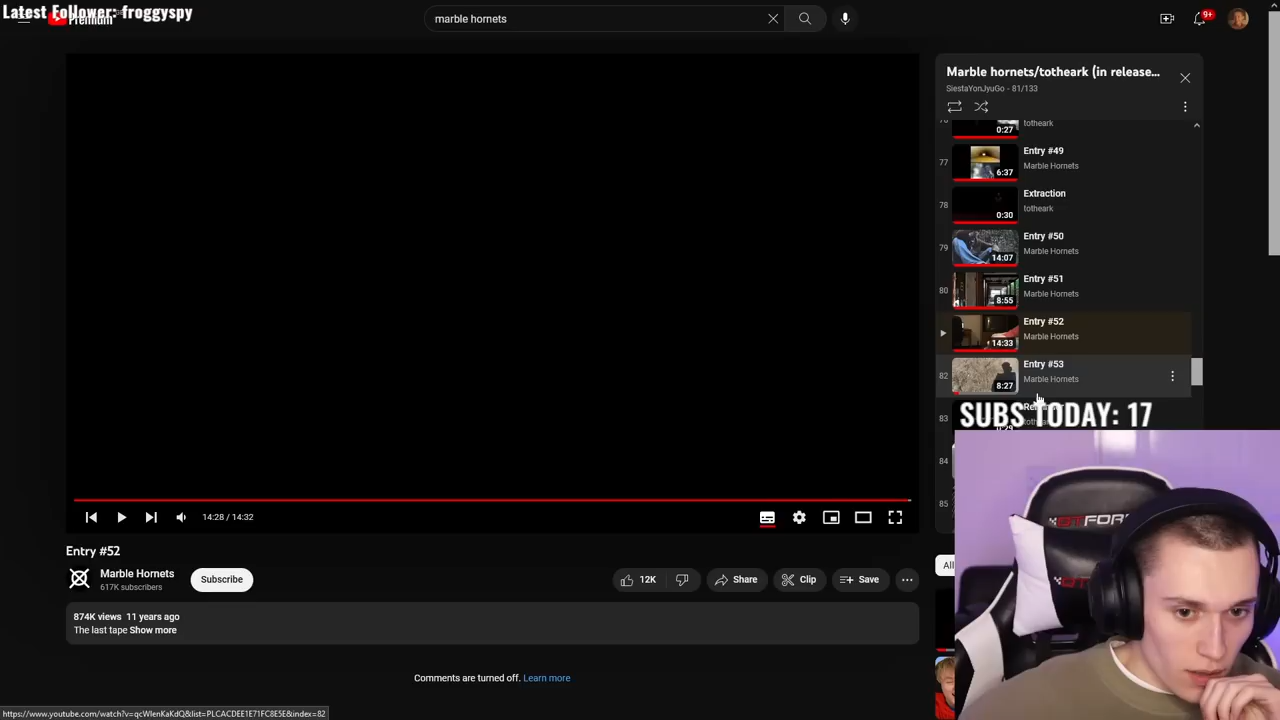 Latest Follower: froggyspy
Premium
marble hornets
9+
Marble hornets/totheark (in release...
SiestaYonJyuGo - 81/133
76
0:27
totheark
77
6:37
Entry #49
Marble Hornets
78
0:30
Extraction
totheark
79
14:07
Entry #50
Marble Hornets
80
8:55
Entry #51
Marble Hornets
14:33
Entry #52
Marble Hornets
82
8:27
Entry #53
Marble Hornets
83
SUBS TODAY: 17
84
85
14:28 / 14:32
Entry #52
Marble Hornets
617K subscribers
Subscribe
12K
Share
Clip
Save
All
874K views 11 years ago
The last tape Show more
Comments are turned off. Learn more
https://www.youtube.com/watch?v=qcWIenKaKdQ&list=PLCACDEE1E71FC8E5E&index=82